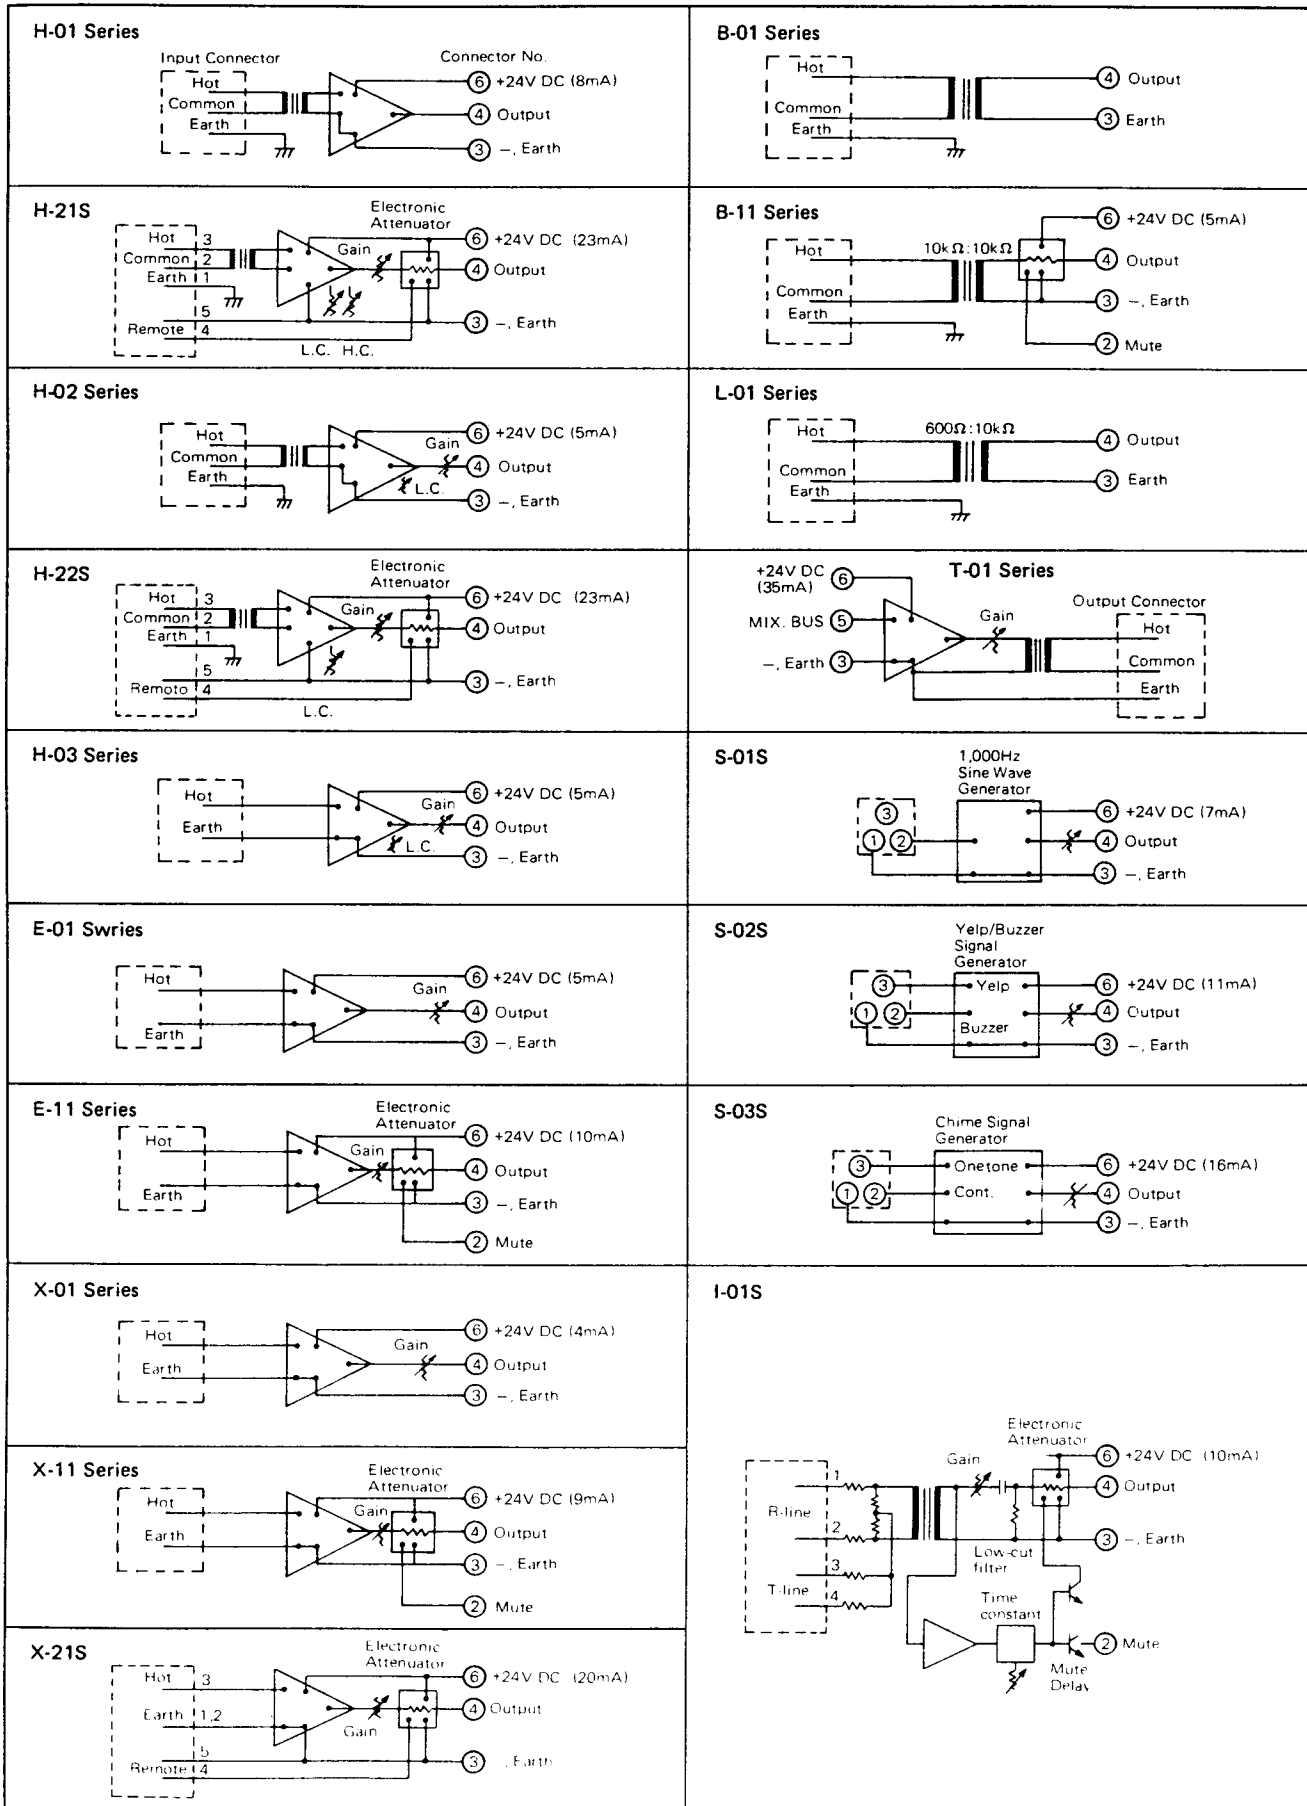 H-01 Series
Input Connector
Connector No.
Hot
Common
Earth
6 +24V DC (8mA)
4 Output
3 –, Earth
H-21S
Electronic
Attenuator
Hot 3
Common 2
Earth 1
5
Remote 4
Gain
L.C. H.C.
6 +24V DC (23mA)
4 Output
3 –, Earth
H-02 Series
Hot
Common
Earth
Gain
L.C.
6 +24V DC (5mA)
4 Output
3 –, Earth
H-22S
Electronic
Attenuator
Hot 3
Common 2
Earth 1
5
Remoto 4
Gain
L.C.
6 +24V DC (23mA)
4 Output
3 –, Earth
H-03 Series
Hot
Earth
Gain
L.C.
6 +24V DC (5mA)
4 Output
3 –, Earth
E-01 Swries
Hot
Earth
Gain
6 +24V DC (5mA)
4 Output
3 –, Earth
E-11 Series
Electronic
Attenuator
Hot
Earth
Gain
6 +24V DC (10mA)
4 Output
3 –, Earth
2 Mute
X-01 Series
Hot
Earth
Gain
6 +24V DC (4mA)
4 Output
3 –, Earth
X-11 Series
Electronic
Attenuator
Hot
Earth
Gain
6 +24V DC (9mA)
4 Output
3 –, Earth
2 Mute
X-21S
Electronic
Attenuator
Hot 3
Earth 1,2
5
Remote 4
Gain
6 +24V DC (20mA)
4 Output
3 , Earth
B-01 Series
Hot
Common
Earth
4 Output
3 Earth
B-11 Series
Hot
Common
Earth
10kΩ:10kΩ
6 +24V DC (5mA)
4 Output
3 –, Earth
2 Mute
L-01 Series
Hot
Common
Earth
600Ω:10kΩ
4 Output
3 Earth
T-01 Series
+24V DC
(35mA) 6
MIX. BUS 5
–, Earth 3
Gain
Output Connector
Hot
Common
Earth
S-01S
1,000Hz
Sine Wave
Generator
3
1 2
6 +24V DC (7mA)
4 Output
3 –, Earth
S-02S
Yelp/Buzzer
Signal
Generator
3
1 2
Yelp
Buzzer
6 +24V DC (11mA)
4 Output
3 –, Earth
S-03S
Chime Signal
Generator
3
1 2
Onetone
Cont.
6 +24V DC (16mA)
4 Output
3 –, Earth
I-01S
Electronic
Attenuator
Gain
1
R-line
2
3
T-line
4
Low-cut
filter
Time
constant
Mute
Delay
6 +24V DC (10mA)
4 Output
3 –, Earth
2 Mute